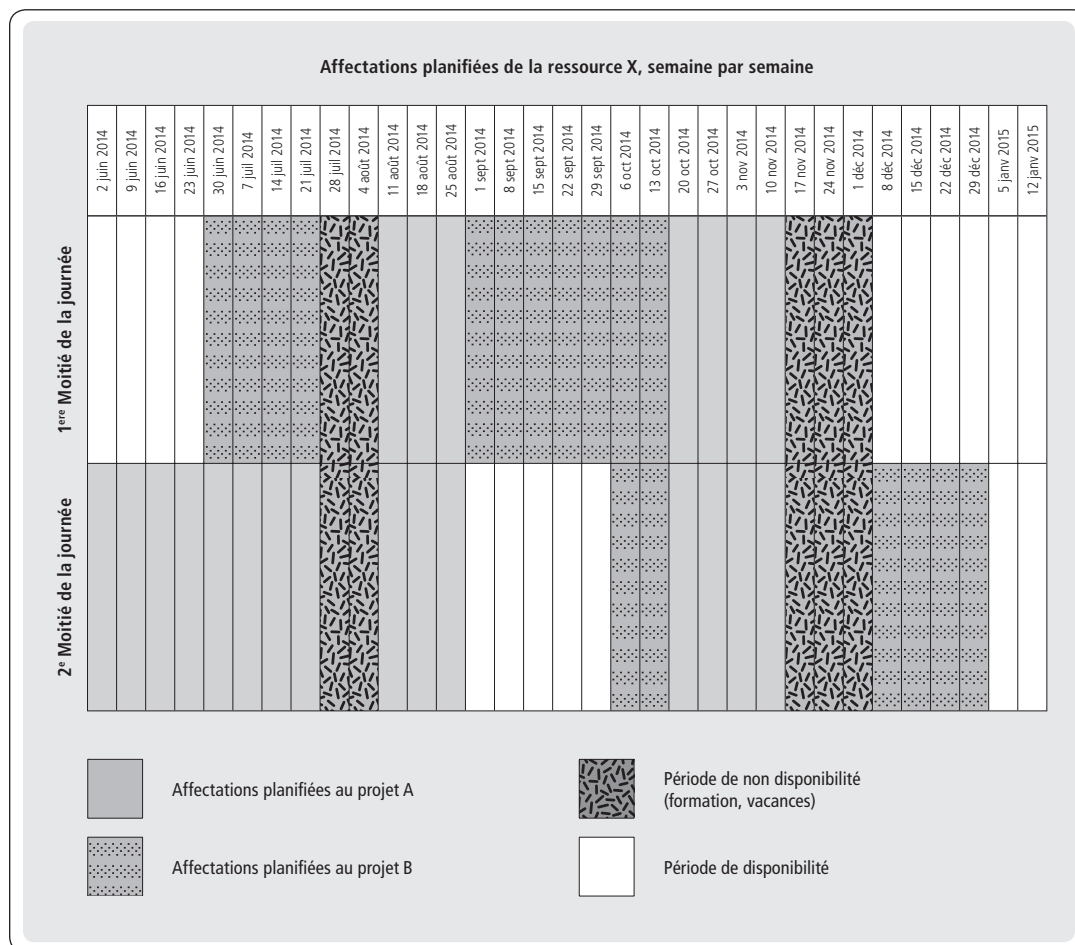 Affectations planifiées de la ressource X, semaine par semaine
2 juin 2014
9 juin 2014
16 juin 2014
23 juin 2014
30 juin 2014
7 juil 2014
14 juil 2014
21 juil 2014
28 juil 2014
4 août 2014
11 août 2014
18 août 2014
25 août 2014
1 sept 2014
8 sept 2014
15 sept 2014
22 sept 2014
29 sept 2014
6 oct 2014
13 oct 2014
20 oct 2014
27 oct 2014
3 nov 2014
10 nov 2014
17 nov 2014
24 nov 2014
1 déc 2014
8 déc 2014
15 déc 2014
22 déc 2014
29 déc 2014
5 janv 2015
12 janv 2015
1ere Moitié de la journée
2e Moitié de la journée
Affectations planifiées au projet A
Affectations planifiées au projet B
Période de non disponibilité
(formation, vacances)
Période de disponibilité